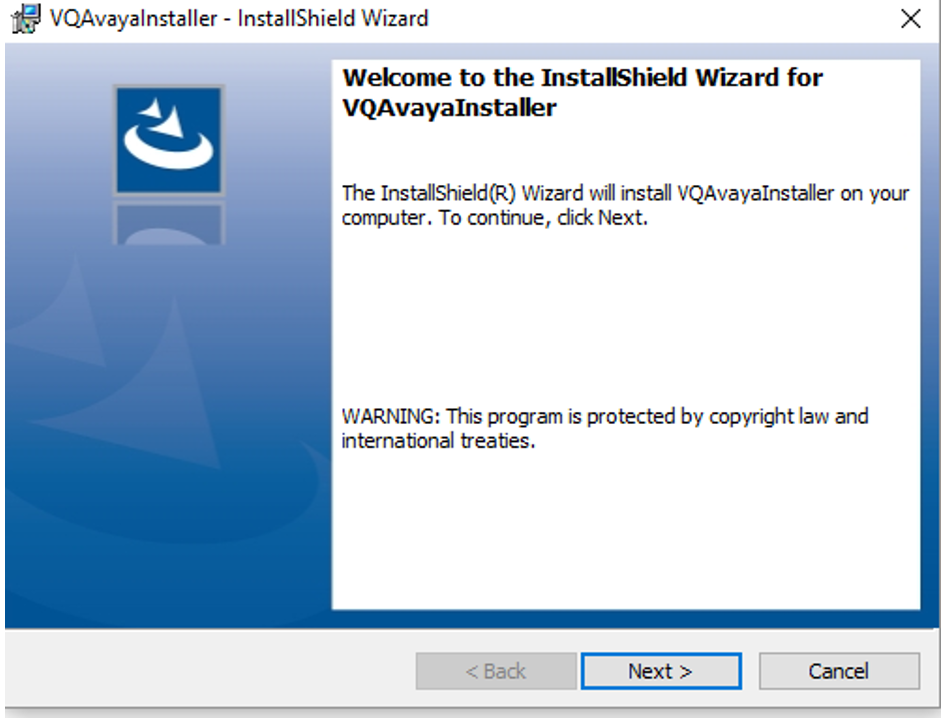 VQAvayaInstaller - InstallShield Wizard
Welcome to the InstallShield Wizard for
VQAvayaInstaller
The InstallShield(R) Wizard will install VQAvayaInstaller on your
computer. To continue, click Next.
WARNING: This program is protected by copyright law and
international treaties.
< Back
Next >
Cancel